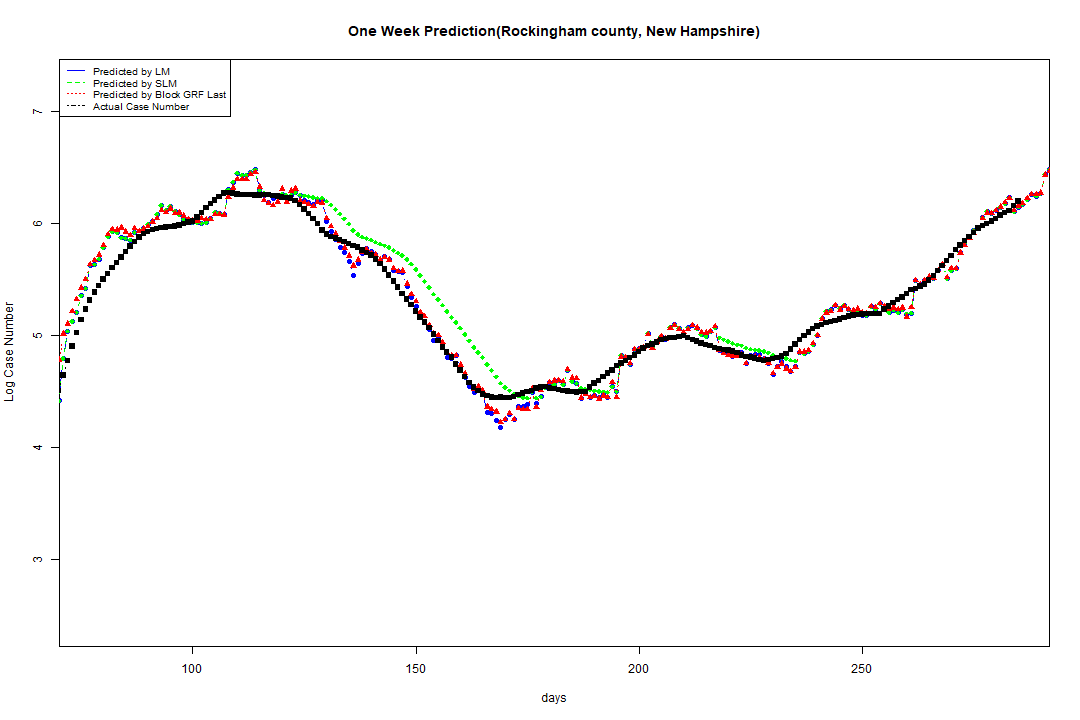 One Week Prediction(Rockingham county, New Hampshire)
Predicted by LM
Predicted by SLM
Predicted by Block GRF Last
Actual Case Number
7
6
5
4
3
Log Case Number
100 150 200 250
days